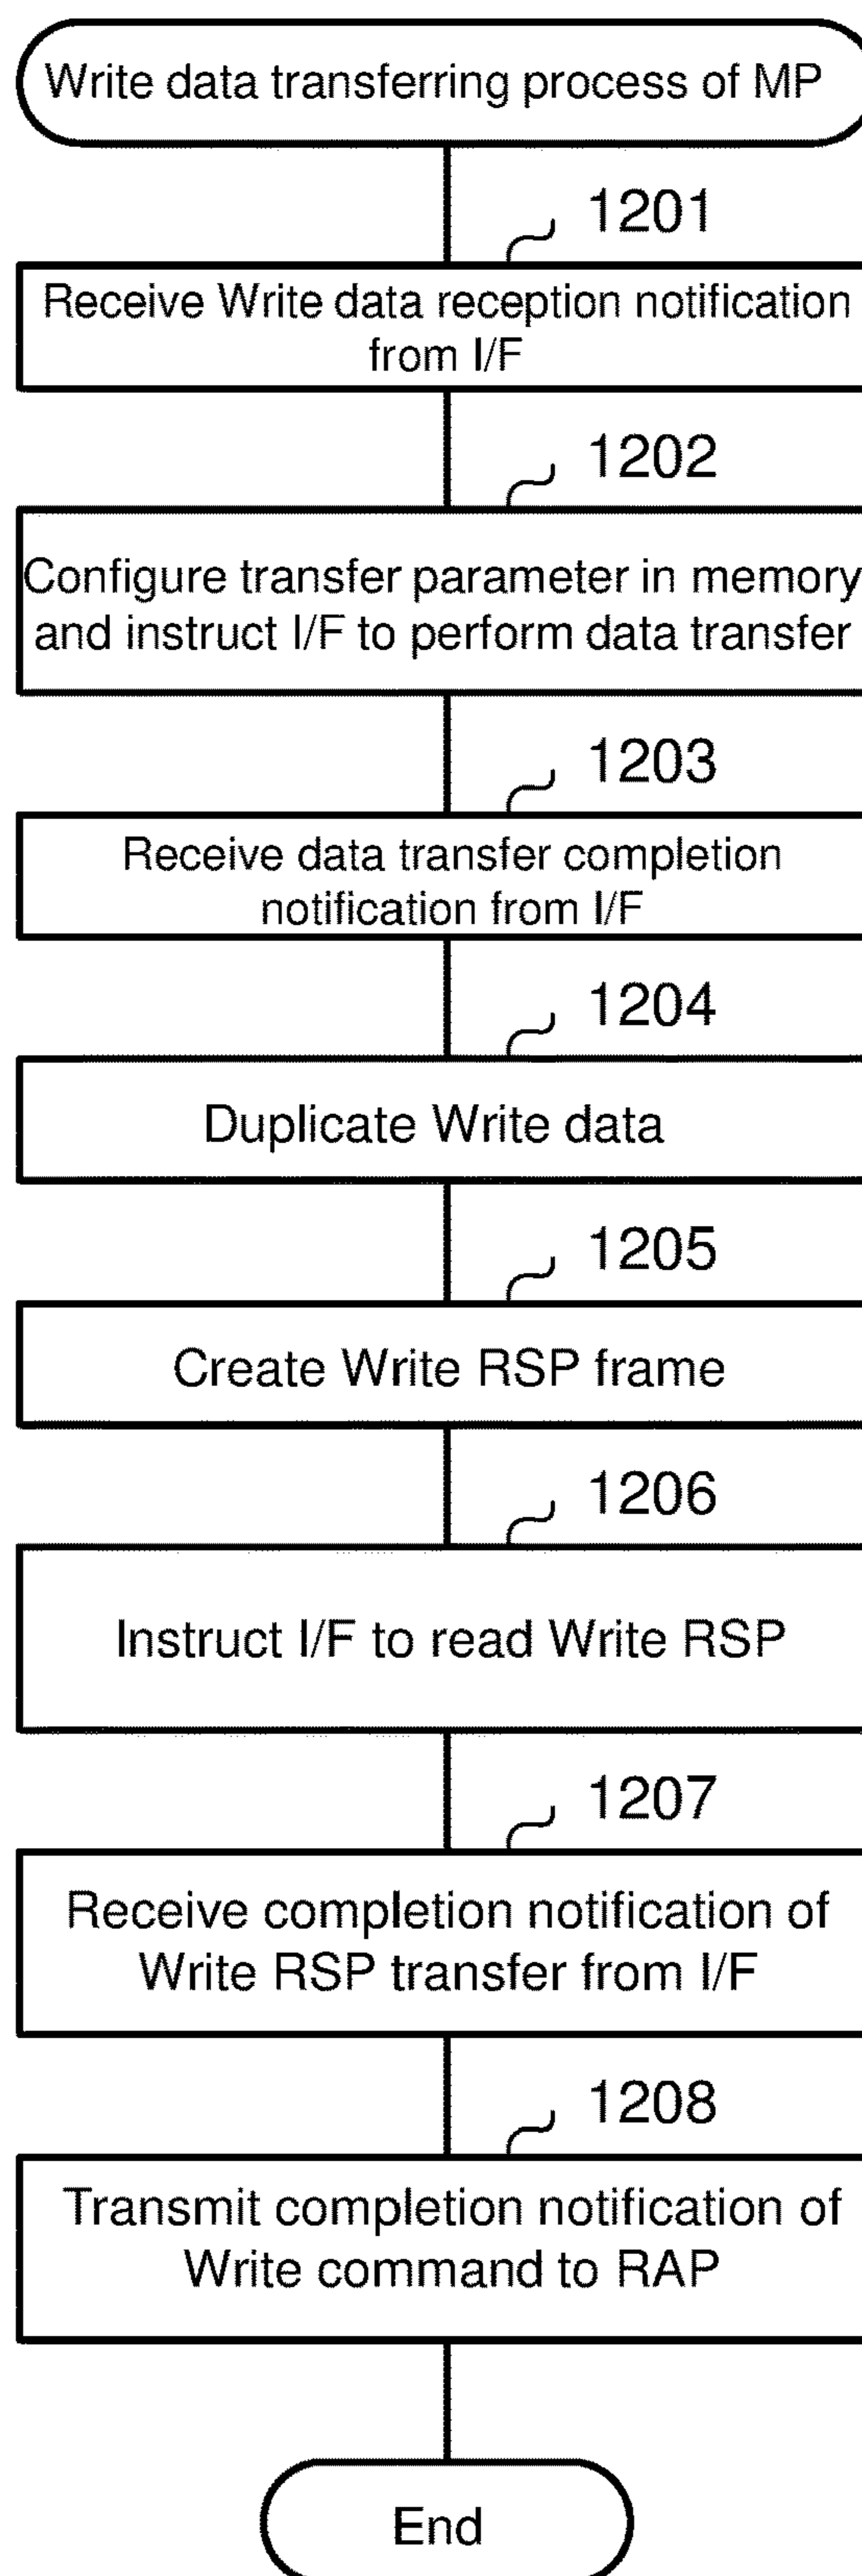 Write data transferring process of MP
1201
Receive Write data reception notification
from I/F
1202
Configure transfer parameter in memory
and instruct I/F to perform data transfer
1203
Receive data transfer completion
notification from I/F
1204
Duplicate Write data
1205
Create Write RSP frame
1206
Instruct I/F to read Write RSP
1207
Receive completion notification of
Write RSP transfer from I/F
1208
Transmit completion notification of
Write command to RAP
End